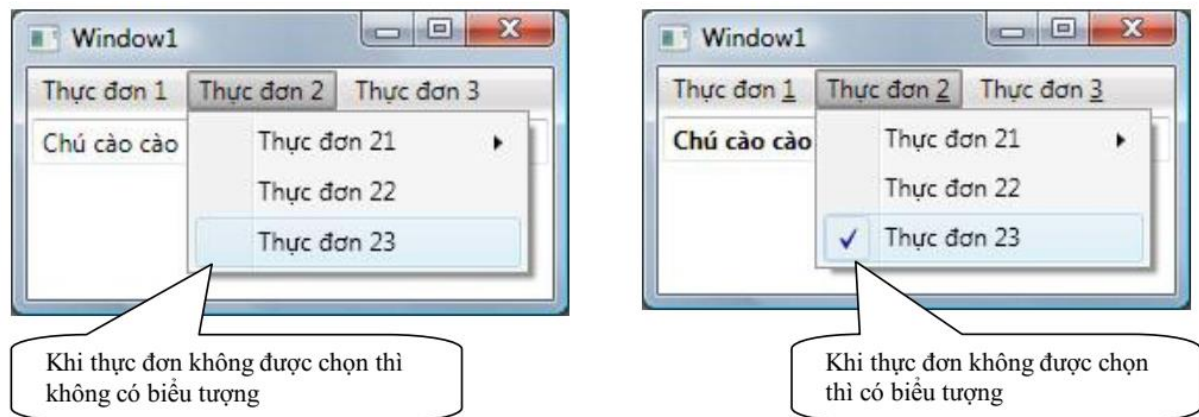 Window1
Thực đơn 1 Thực đơn 2 Thực đơn 3
Chú cào cào
Thực đơn 21
Thực đơn 22
Thực đơn 23
Khi thực đơn không được chọn thì
không có biểu tượng
Window1
Thực đơn 1 Thực đơn 2 Thực đơn 3
Chú cào cào
Thực đơn 21
Thực đơn 22
Thực đơn 23
Khi thực đơn không được chọn
thì có biểu tượng